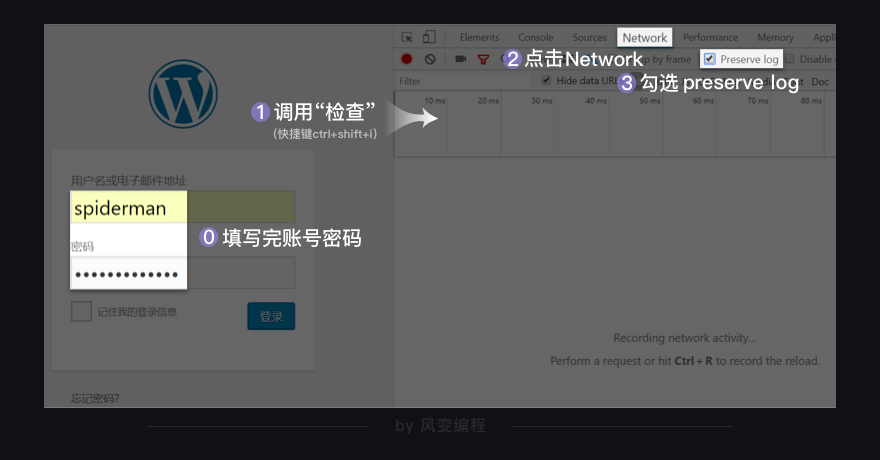 Elements Console Sources Network Performance Memory Appli
2 点击Network
p by frame
Preserve log
Disable
Filter
Hide data UR
3 勾选 preserve log
Doc
10 ms 20 ms 30 ms 40 ms 50 ms 60 ms 70 ms 80 ms
1 调用“检查”
(快捷键ctrl+shift+i)
用户名或电子邮件地址
spiderman
0 填写完账号密码
密码
记住我的登录信息
登录
Recording network activity...
Perform a request or hit Ctrl + R to record the reload.
忘记密码?
by 风变编程